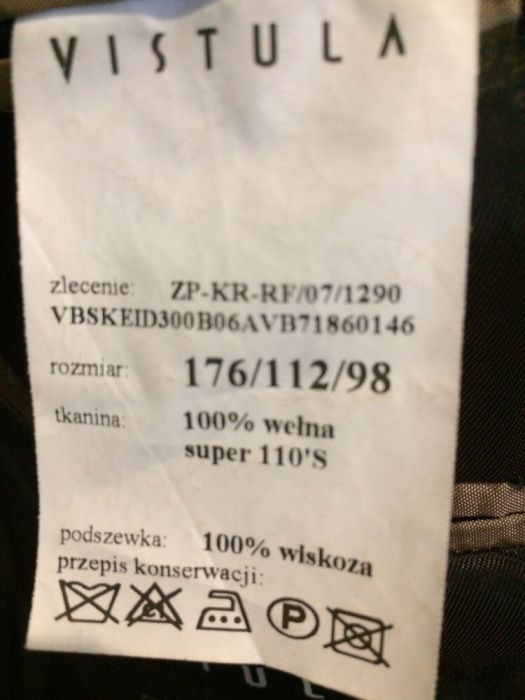 VISTULA
zlecenie: ZP-KR-RF/07/1290
VBSKEID300B06AVB71860146
rozmiar: 176/112/98
tkanina: 100% wełna
super 110'S
podszewka: 100% wiskoza
przepis konserwacji:
P